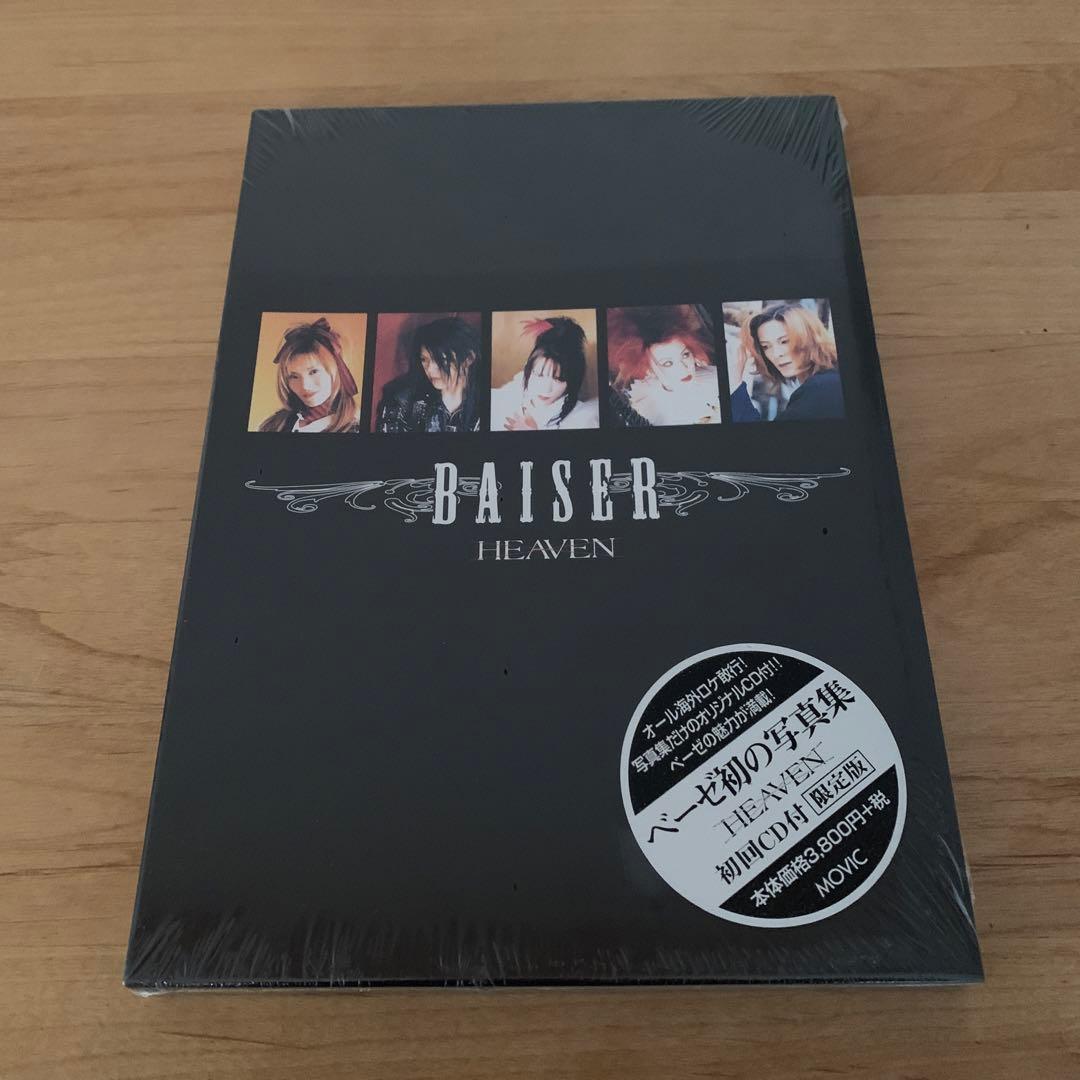 BAISER
HEAVEN
オール海外ロケ敢行!
写真集だけのオリジナルCD付!!
ベーゼの魅力が満載!
ベーゼ初の写真集
HEAVEN
初回CD付 限定版
本体価格3,800円+税
MOVIC